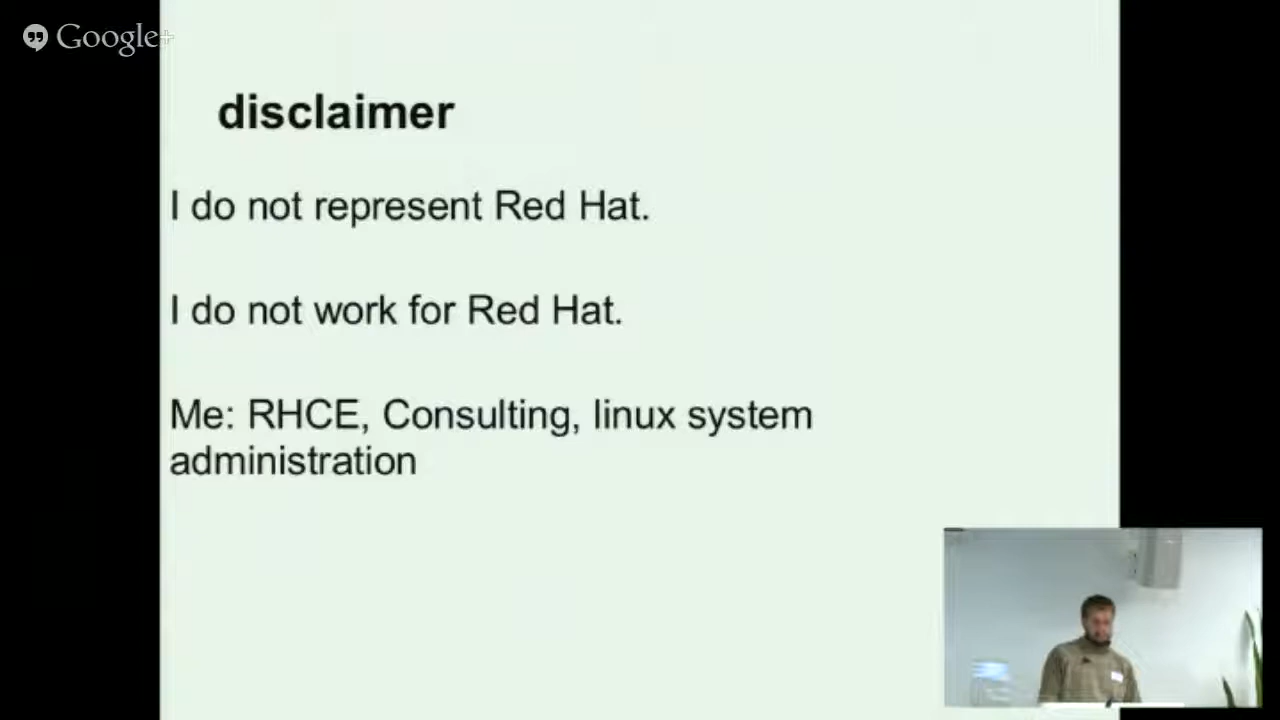 Google+
disclaimer
I do not represent Red Hat.
I do not work for Red Hat.
Me: RHCE, Consulting, linux system
administration